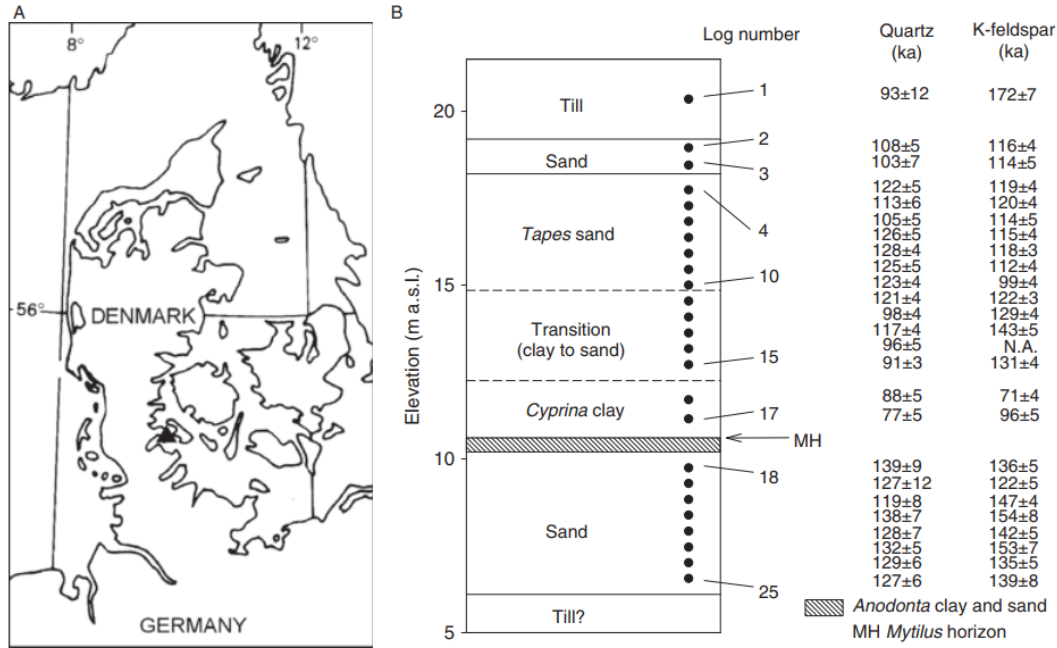 A
8°
12°
56°
DENMARK
GERMANY
B
Log number
Quartz
(ka)
K-feldspar
(ka)
Elevation (m a.s.l.)
20
15
10
5
Till
1
93±12 172±7
Sand
2
3
108±5 116±4
103±7 114±5
Tapes sand
4
10
122±5 119±4
113±6 120±4
105±5 114±5
126±5 115±4
128±4 118±3
125±5 112±4
123±4 99±4
Transition
(clay to sand)
15
121±4 122±3
98±4 129±4
117±4 143±5
96±5 N.A.
91±3 131±4
Cyprina clay
17
88±5 71±4
77±5 96±5
MH
Sand
18
25
139±9 136±5
127±12 122±5
119±8 147±4
138±7 154±8
128±7 142±5
132±5 153±7
129±6 135±5
127±6 139±8
Till?
Anodonta clay and sand
MH Mytilus horizon